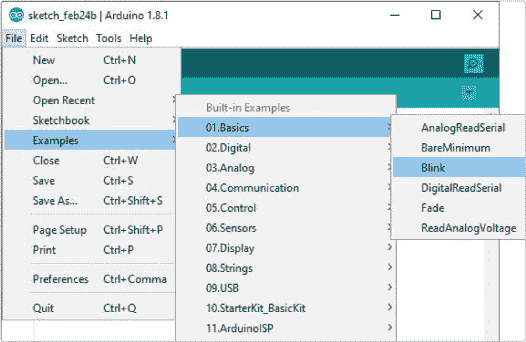 sketch_feb24b | Arduino 1.8.1
File Edit Sketch Tools Help
New Ctrl+N
Open... Ctrl+O
Open Recent
Sketchbook
Examples
Close Ctrl+W
Save Ctrl+S
Save As... Ctrl+Shift+S
Page Setup Ctrl+Shift+P
Print Ctrl+P
Preferences Ctrl+Comma
Quit Ctrl+Q
Built-in Examples
01.Basics
02.Digital
03.Analog
04.Communication
05.Control
06.Sensors
07.Display
08.Strings
09.USB
10.StarterKit_BasicKit
11.ArduinoISP
AnalogReadSerial
BareMinimum
Blink
DigitalReadSerial
Fade
ReadAnalogVoltage